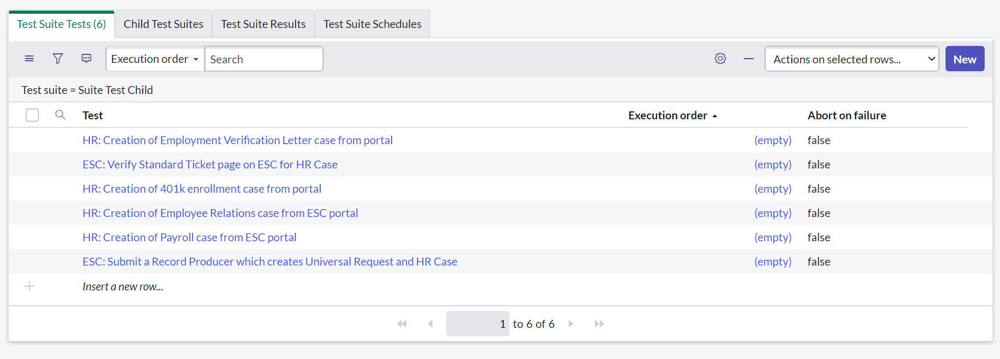 Test Suite Tests (6) Child Test Suites Test Suite Results Test Suite Schedules
Execution order Search Actions on selected rows... New
Test suite = Suite Test Child
Test Execution order Abort on failure
HR: Creation of Employment Verification Letter case from portal (empty) false
ESC: Verify Standard Ticket page on ESC for HR Case (empty) false
HR: Creation of 401k enrollment case from portal (empty) false
HR: Creation of Employee Relations case from ESC portal (empty) false
HR: Creation of Payroll case from ESC portal (empty) false
ESC: Submit a Record Producer which creates Universal Request and HR Case (empty) false
Insert a new row...
1 to 6 of 6